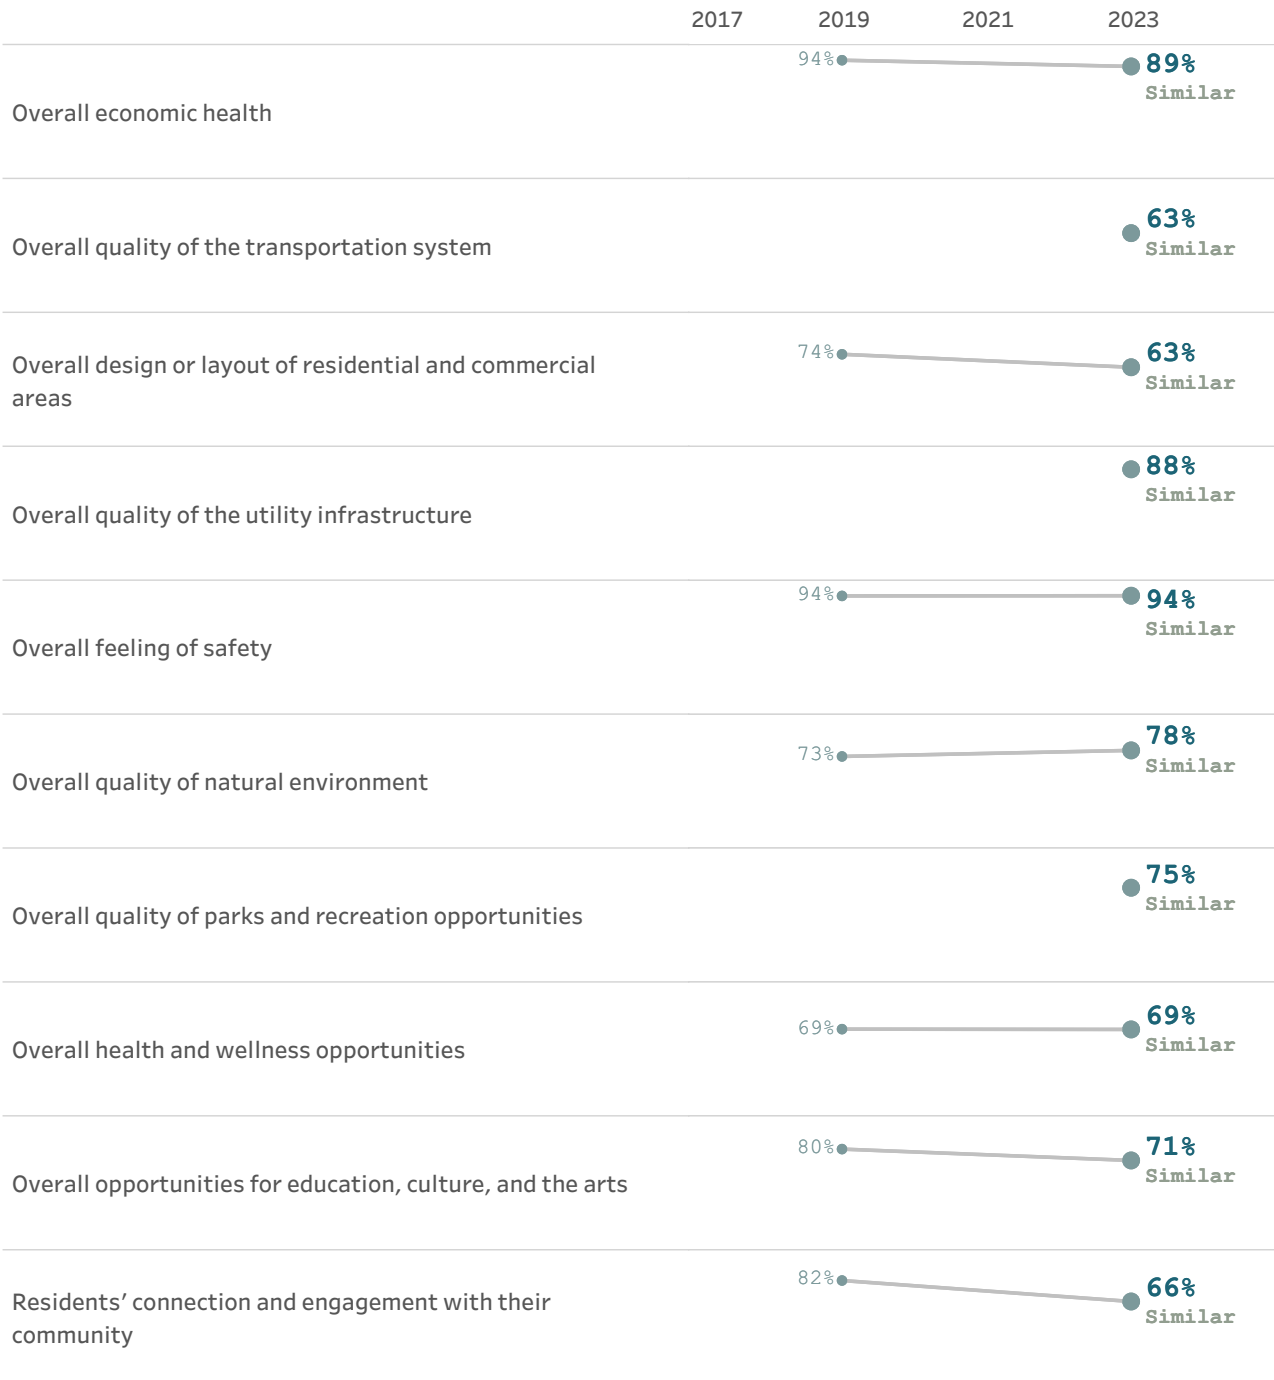 2017 2019 2021 2023
94% 89%
Similar
Overall economic health
63%
Overall quality of the transportation system
Similar
74% 63%
Overall design or layout of residential and commercial
Similar
areas
88%
Similar
Overall quality of the utility infrastructure
94% 94%
Similar
Overall feeling of safety
78%
73%
Similar
Overall quality of natural environment
75%
Similar
Overall quality of parks and recreation opportunities
69% 69%
Similar
Overall health and wellness opportunities
80% 71%
Similar
Overall opportunities for education, culture, and the arts
82% 66%
Residents’ connection and engagement with their
Similar
community